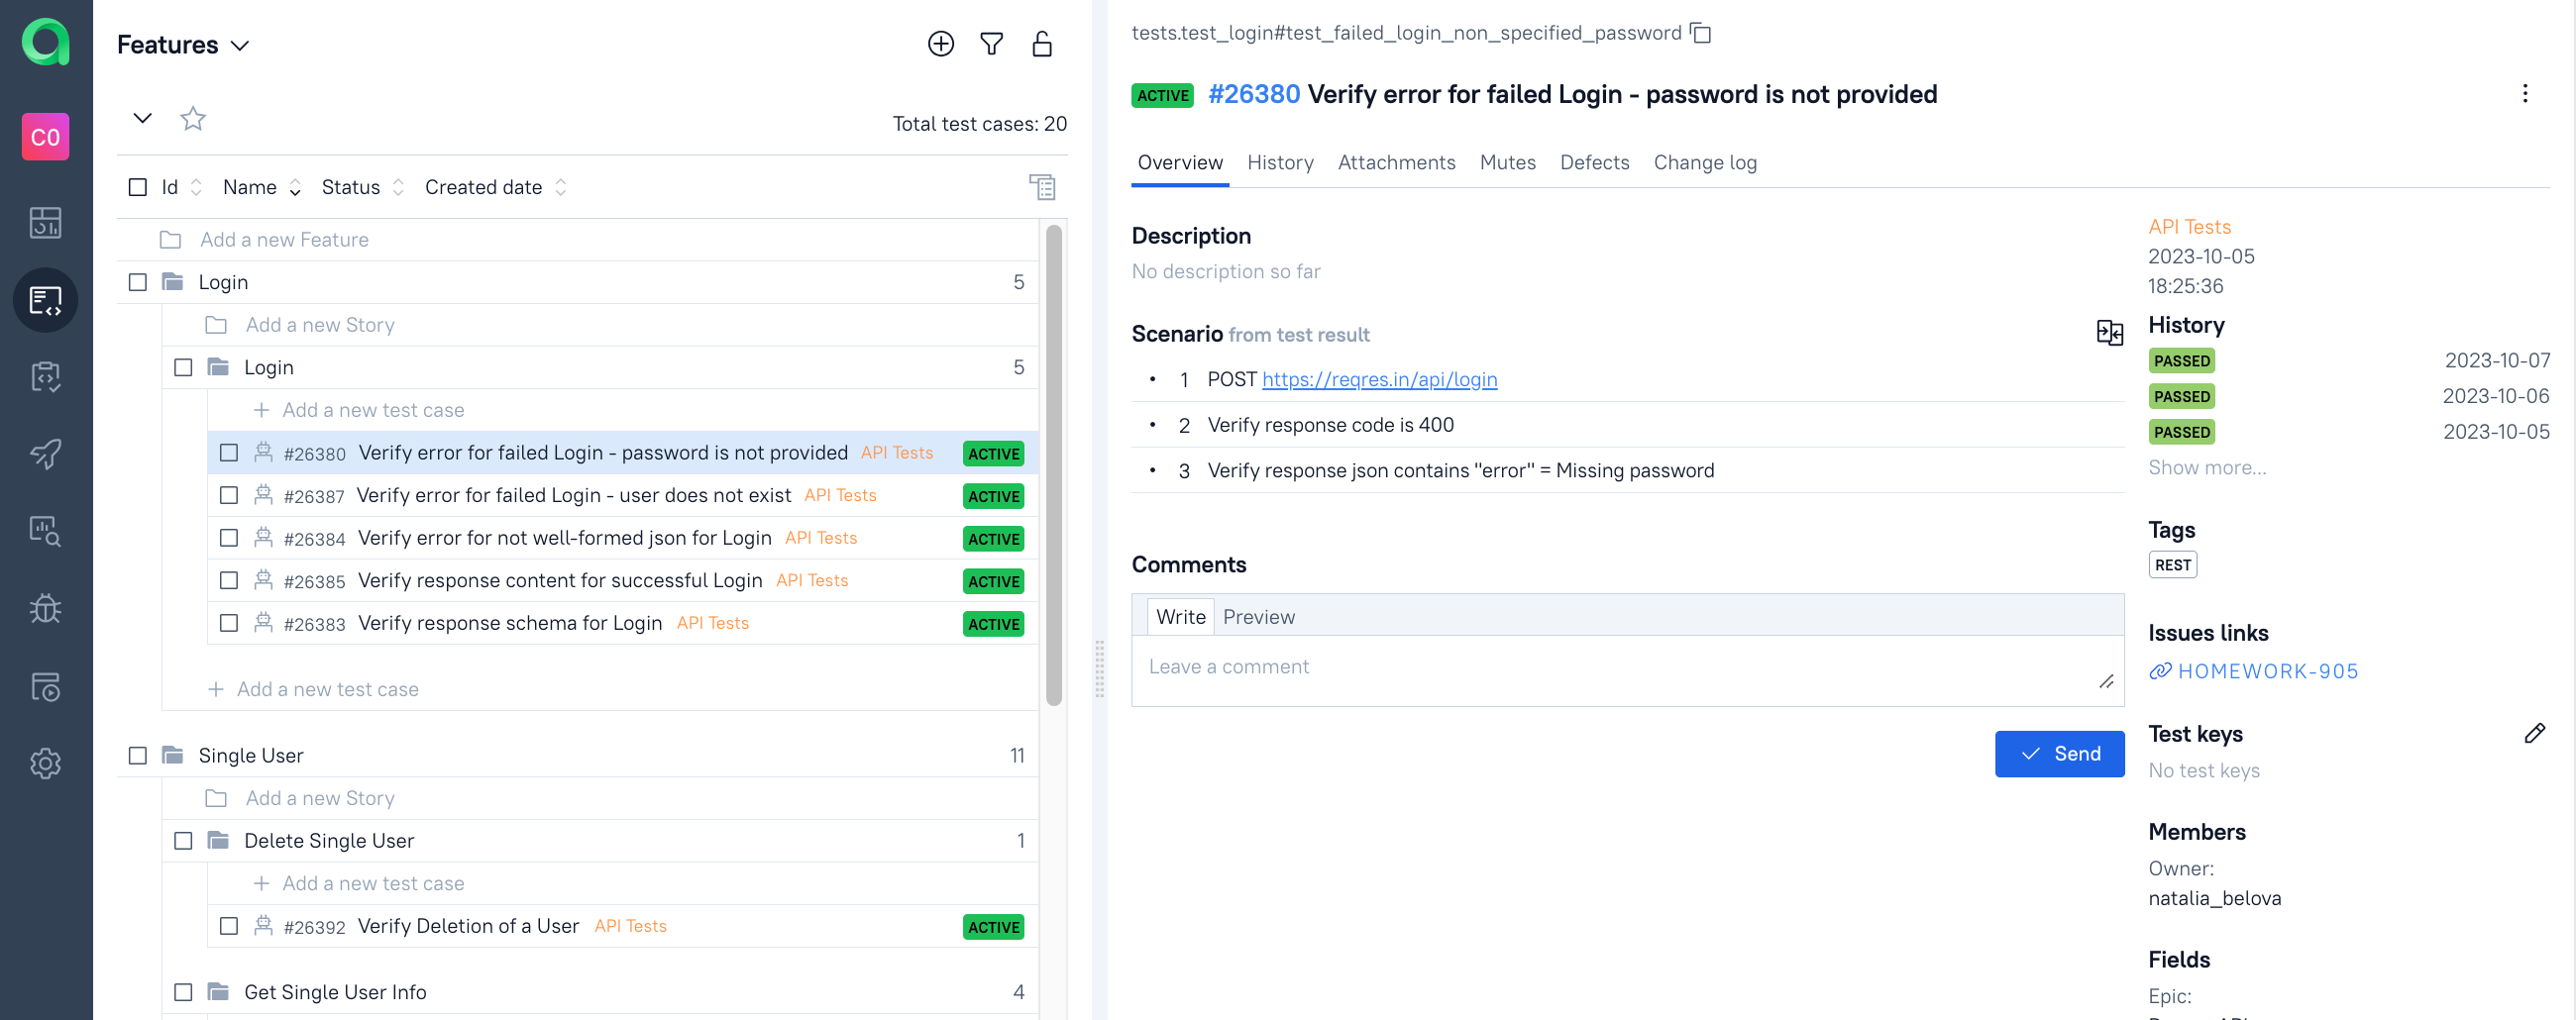 C0
Features
Total test cases: 20
Id Name Status Created date
Add a new Feature
Login 5
Add a new Story
Login 5
Add a new test case
#26380 Verify error for failed Login - password is not provided API Tests ACTIVE
#26387 Verify error for failed Login - user does not exist API Tests ACTIVE
#26384 Verify error for not well-formed json for Login API Tests ACTIVE
#26385 Verify response content for successful Login API Tests ACTIVE
#26383 Verify response schema for Login API Tests ACTIVE
Add a new test case
Single User 11
Add a new Story
Delete Single User 1
Add a new test case
#26392 Verify Deletion of a User API Tests ACTIVE
Get Single User Info 4
tests.test_login#test_failed_login_non_specified_password
ACTIVE #26380 Verify error for failed Login - password is not provided
Overview History Attachments Mutes Defects Change log
Description
No description so far
Scenario from test result
• 1 POST https://reqres.in/api/login
• 2 Verify response code is 400
• 3 Verify response json contains "error" = Missing password
Comments
Write Preview
Leave a comment
Send
API Tests
2023-10-05
18:25:36
History
PASSED 2023-10-07
PASSED 2023-10-06
PASSED 2023-10-05
Show more...
Tags
REST
Issues links
HOMEWORK-905
Test keys
No test keys
Members
Owner:
natalia_belova
Fields
Epic: